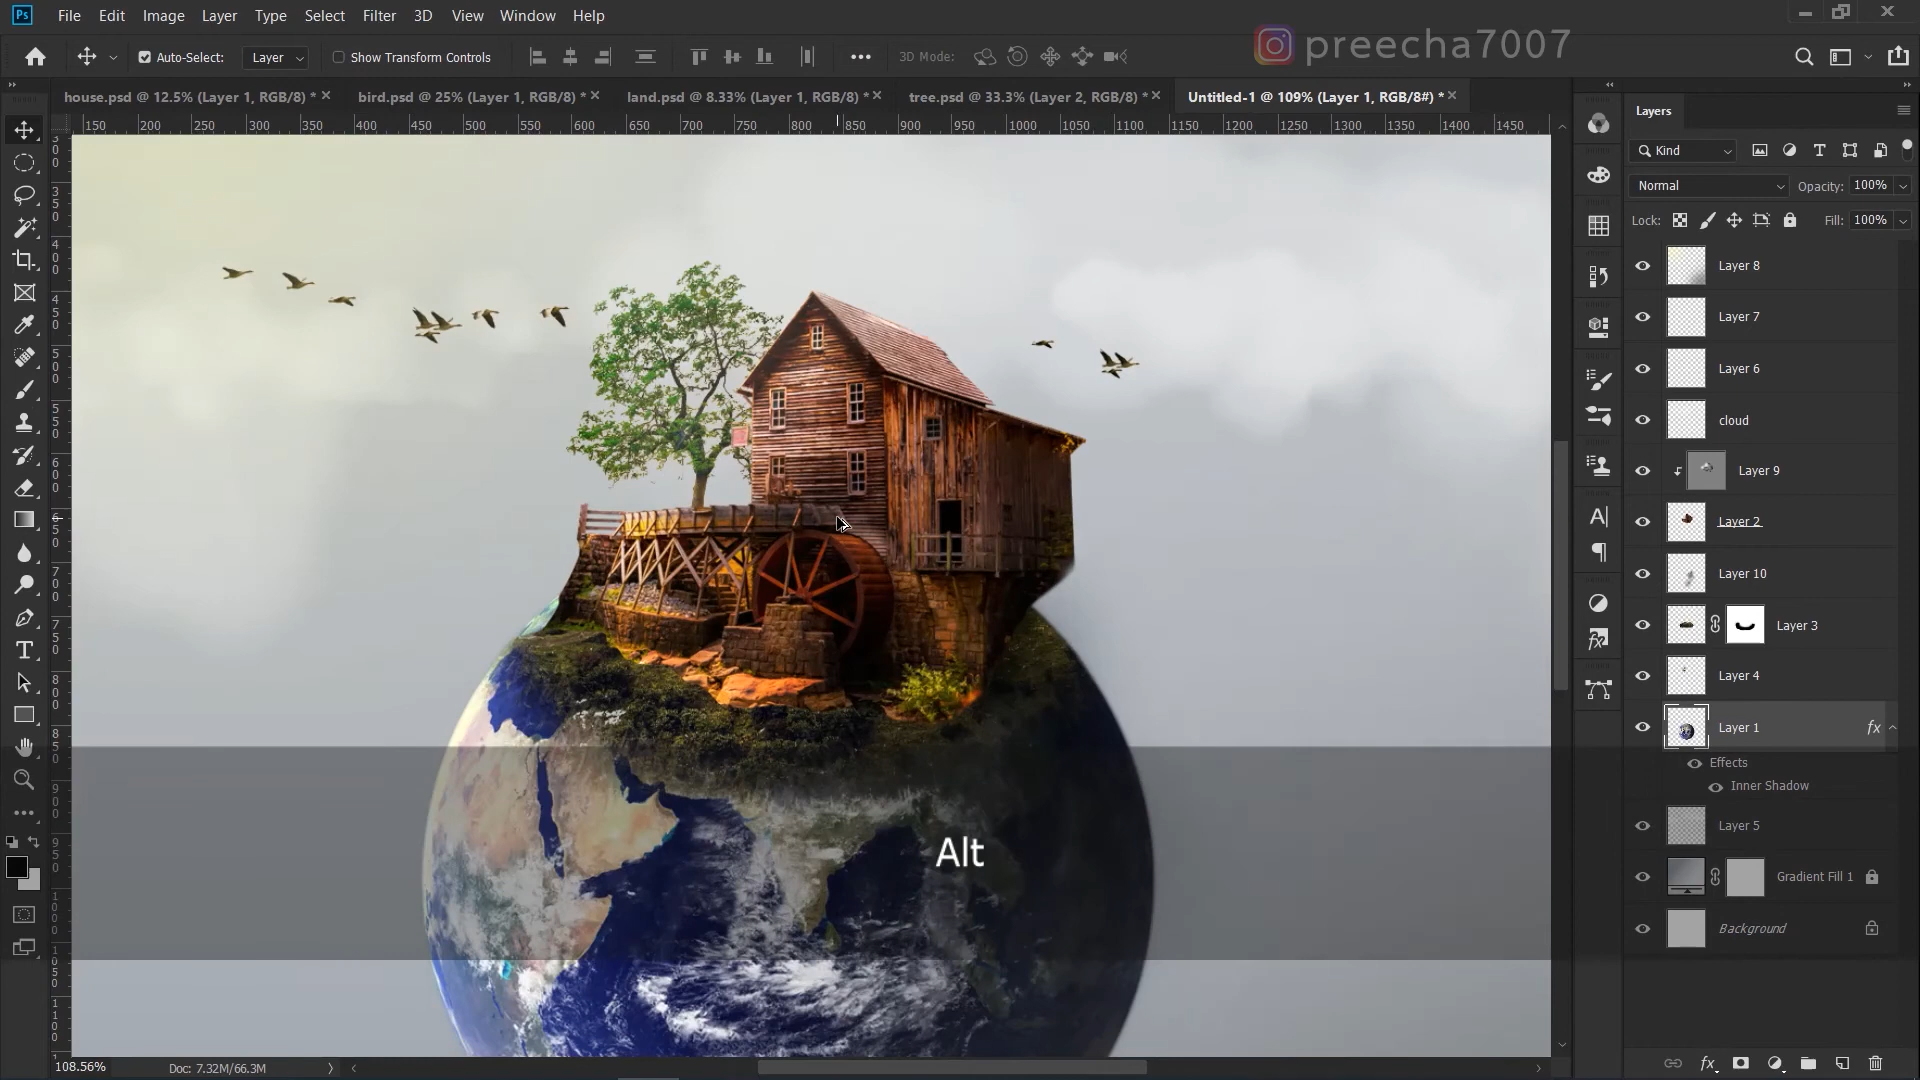 Ps File Edit Image Layer Type Select Filter 3D View Window Help
Auto-Select: Layer Show Transform Controls 3D Mode:
preecha7007
house.psd @ 12.5% (Layer 1, RGB/8) * bird.psd @ 25% (Layer 1, RGB/8) * land.psd @ 8.33% (Layer 1, RGB/8) * tree.psd @ 33.3% (Layer 2, RGB/8) * Untitled-1 @ 109% (Layer 1, RGB/8#) *
150 200 250 300 350 400 450 500 550 600 650 700 750 800 850 900 950 1000 1050 1100 1150 1200 1250 1300 1350 1400 1450
Layers
Kind
Normal Opacity: 100%
Lock: Fill: 100%
Layer 8
Layer 7
Layer 6
cloud
Layer 9
Layer 2
Layer 10
Layer 3
Layer 4
Layer 1 fx
Effects
Inner Shadow
Layer 5
Gradient Fill 1
Background
Alt
108.56% Doc: 7.32M/66.3M